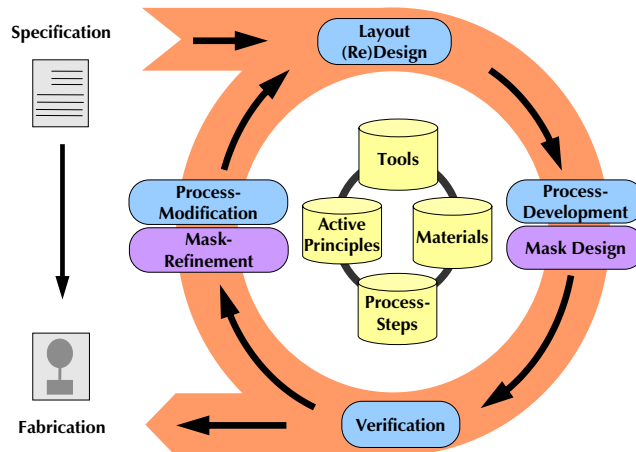 Specification
Layout
(Re)Design
Tools
Process-
Modification
Mask-
Refinement
Active
Principles
Materials
Process-
Development
Mask Design
Process-
Steps
Verification
Fabrication